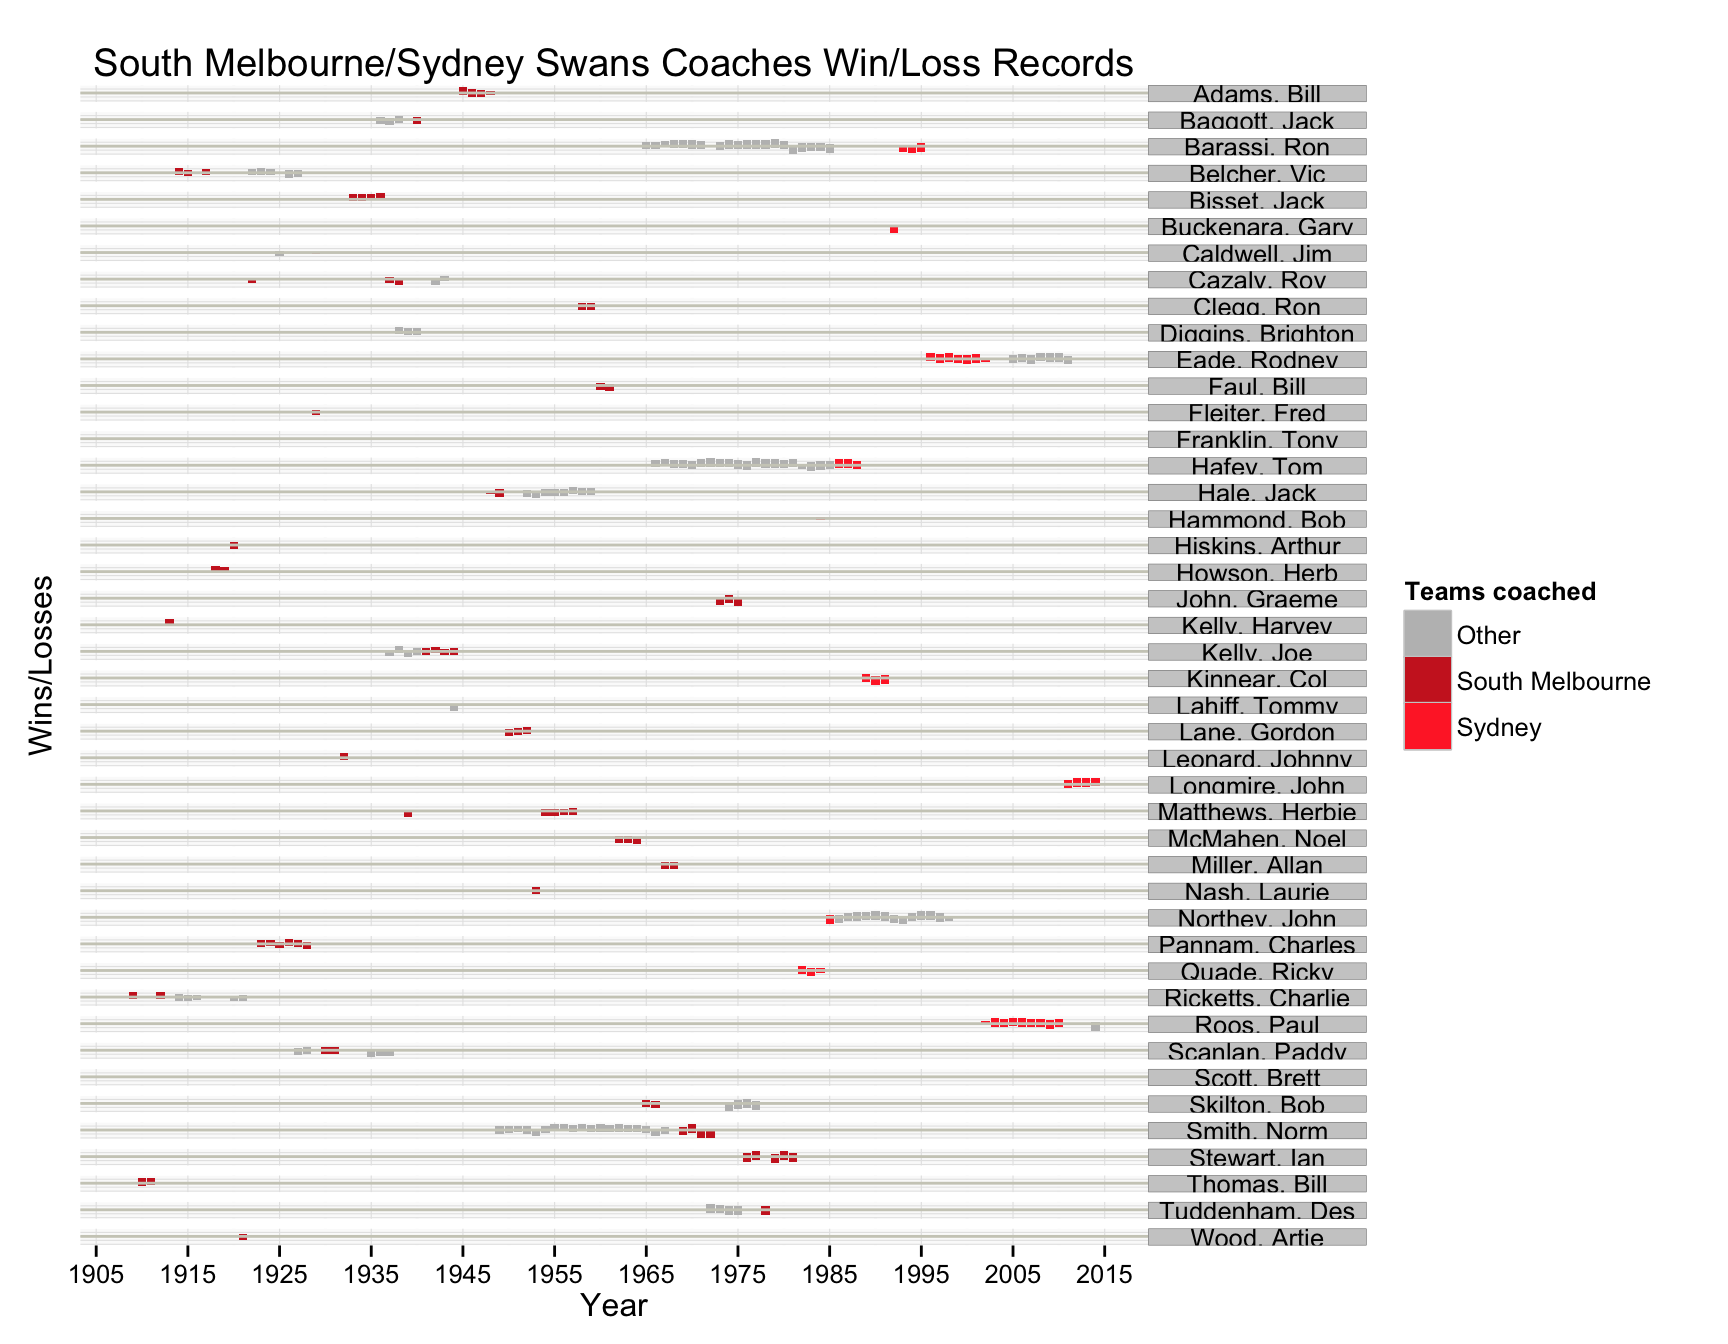 South Melbourne/Sydney Swans Coaches Win/Loss Records
Adams, Bill
Baggott, Jack
Barassi, Ron
Belcher, Vic
Bisset, Jack
Buckenara, Gary
Caldwell, Jim
Cazaly, Roy
Clegg, Ron
Diggins, Brighton
Eade, Rodney
Faul, Bill
Fleiter, Fred
Franklin, Tony
Hafey, Tom
Hale, Jack
Hammond, Bob
Hiskins, Arthur
Howson, Herb
John, Graeme
Kelly, Harvey
Kelly, Joe
Kinnear, Col
Lahiff, Tommy
Lane, Gordon
Leonard, Johnny
Longmire, John
Matthews, Herbie
McMahen, Noel
Miller, Allan
Nash, Laurie
Northey, John
Pannam, Charles
Quade, Ricky
Ricketts, Charlie
Roos, Paul
Scanlan, Paddy
Scott, Brett
Skilton, Bob
Smith, Norm
Stewart, Ian
Thomas, Bill
Tuddenham, Des
Wood, Artie
Wins/Losses
1905 1915 1925 1935 1945 1955 1965 1975 1985 1995 2005 2015
Year
Teams coached
Other
South Melbourne
Sydney